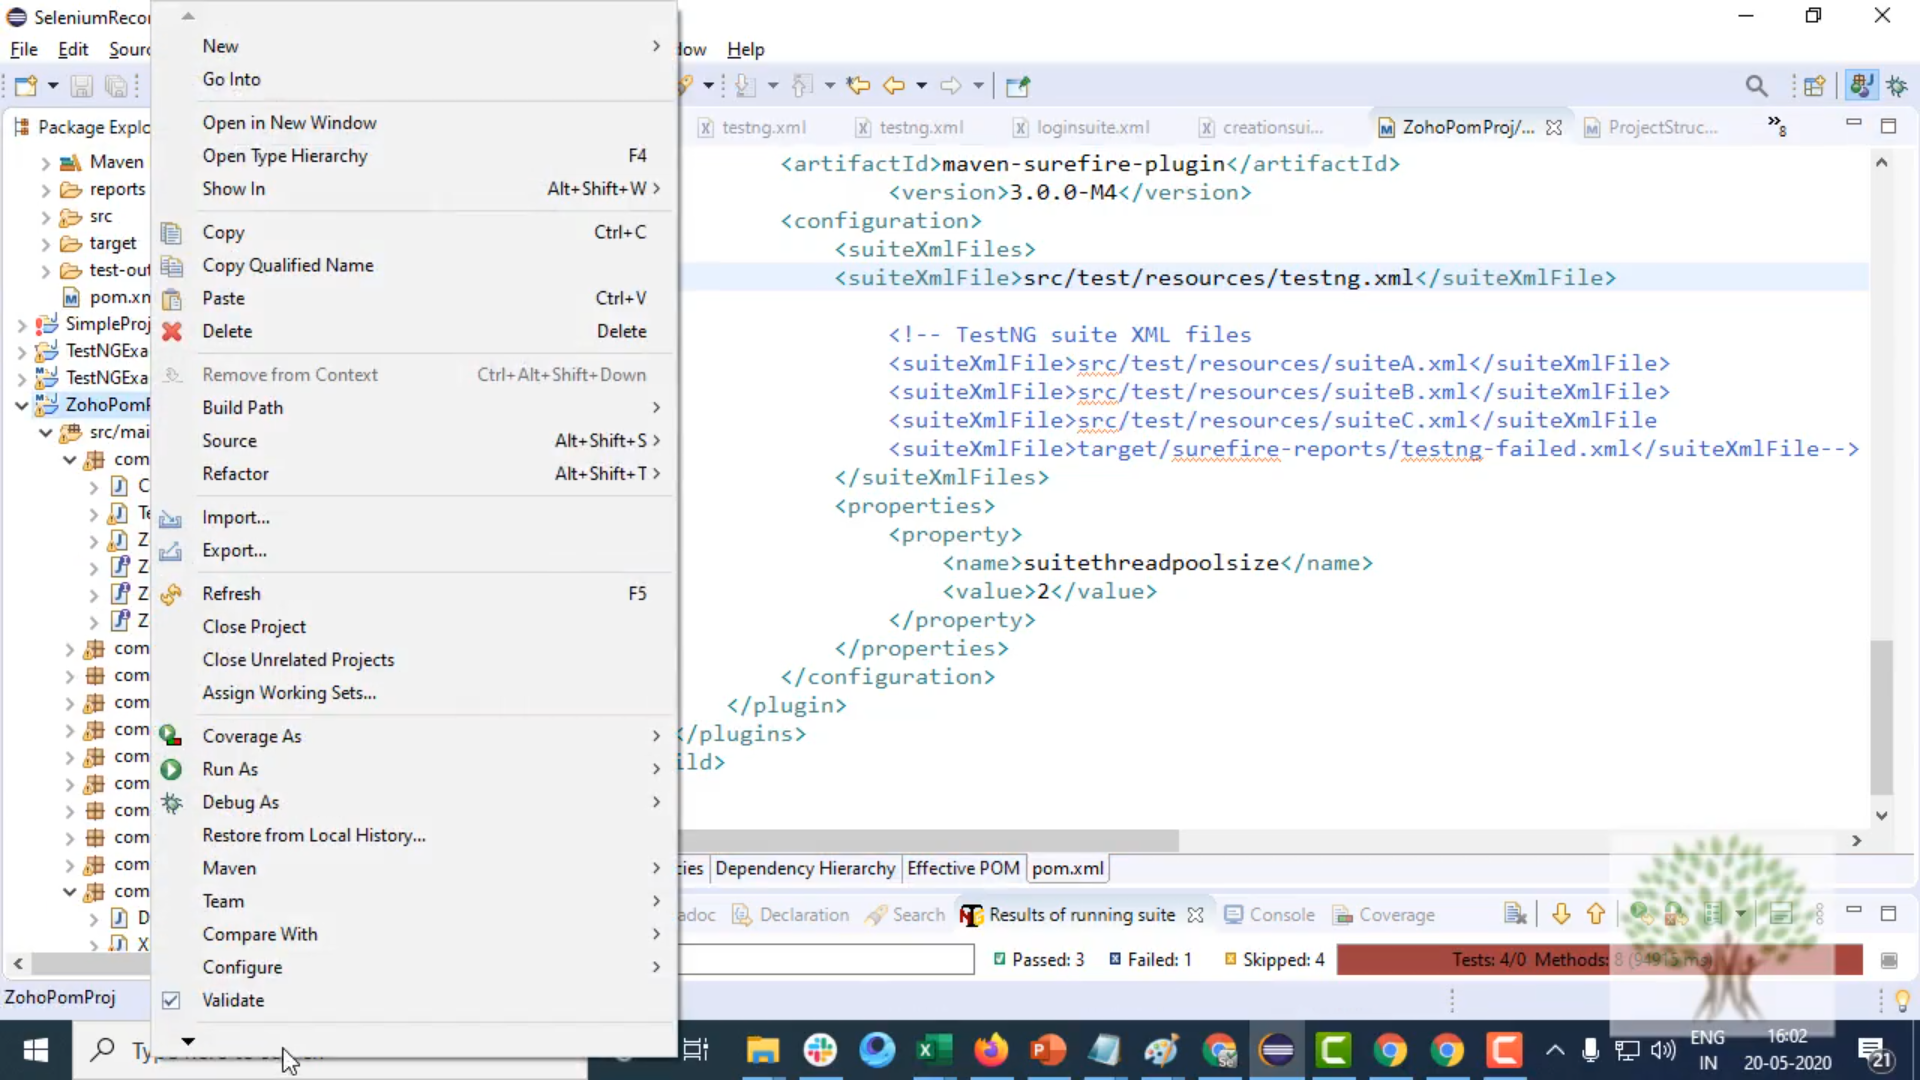 SeleniumReco
File Edit Sourc
ow Help
Package Explo
Maven
reports
src
target
test-out
pom.xm
SimpleProj
TestNGExa
TestNGExa
ZohoPomP
src/mai
com
C
Te
Z
Z
Z
Z
com
com
com
com
com
com
com
com
com
com
D
X
ZohoPomProj
New
Go Into
Open in New Window
Open Type Hierarchy F4
Show In Alt+Shift+W
Copy Ctrl+C
Copy Qualified Name
Paste Ctrl+V
Delete Delete
Remove from Context Ctrl+Alt+Shift+Down
Build Path
Source Alt+Shift+S
Refactor Alt+Shift+T
Import...
Export...
Refresh F5
Close Project
Close Unrelated Projects
Assign Working Sets...
Coverage As
Run As
Debug As
Restore from Local History...
Maven
Team
Compare With
Configure
Validate
testng.xml testng.xml loginsuite.xml creationsui... ZohoPomProj/... ProjectStruc... »8
<artifactId>maven-surefire-plugin</artifactId>
<version>3.0.0-M4</version>
<configuration>
<suiteXmlFiles>
<suiteXmlFile>src/test/resources/testng.xml</suiteXmlFile>
<!-- TestNG suite XML files
<suiteXmlFile>src/test/resources/suiteA.xml</suiteXmlFile>
<suiteXmlFile>src/test/resources/suiteB.xml</suiteXmlFile>
<suiteXmlFile>src/test/resources/suiteC.xml</suiteXmlFile
<suiteXmlFile>target/surefire-reports/testng-failed.xml</suiteXmlFile-->
</suiteXmlFiles>
<properties>
<property>
<name>suitethreadpoolsize</name>
<value>2</value>
</property>
</properties>
</configuration>
</plugin>
</plugins>
ild>
cies Dependency Hierarchy Effective POM pom.xml
adoc Declaration Search Results of running suite Console Coverage
Passed: 3 Failed: 1 Skipped: 4 Tests: 4/0 Methods: 8 (94915 ms)
ENG
IN
16:02
20-05-2020
21